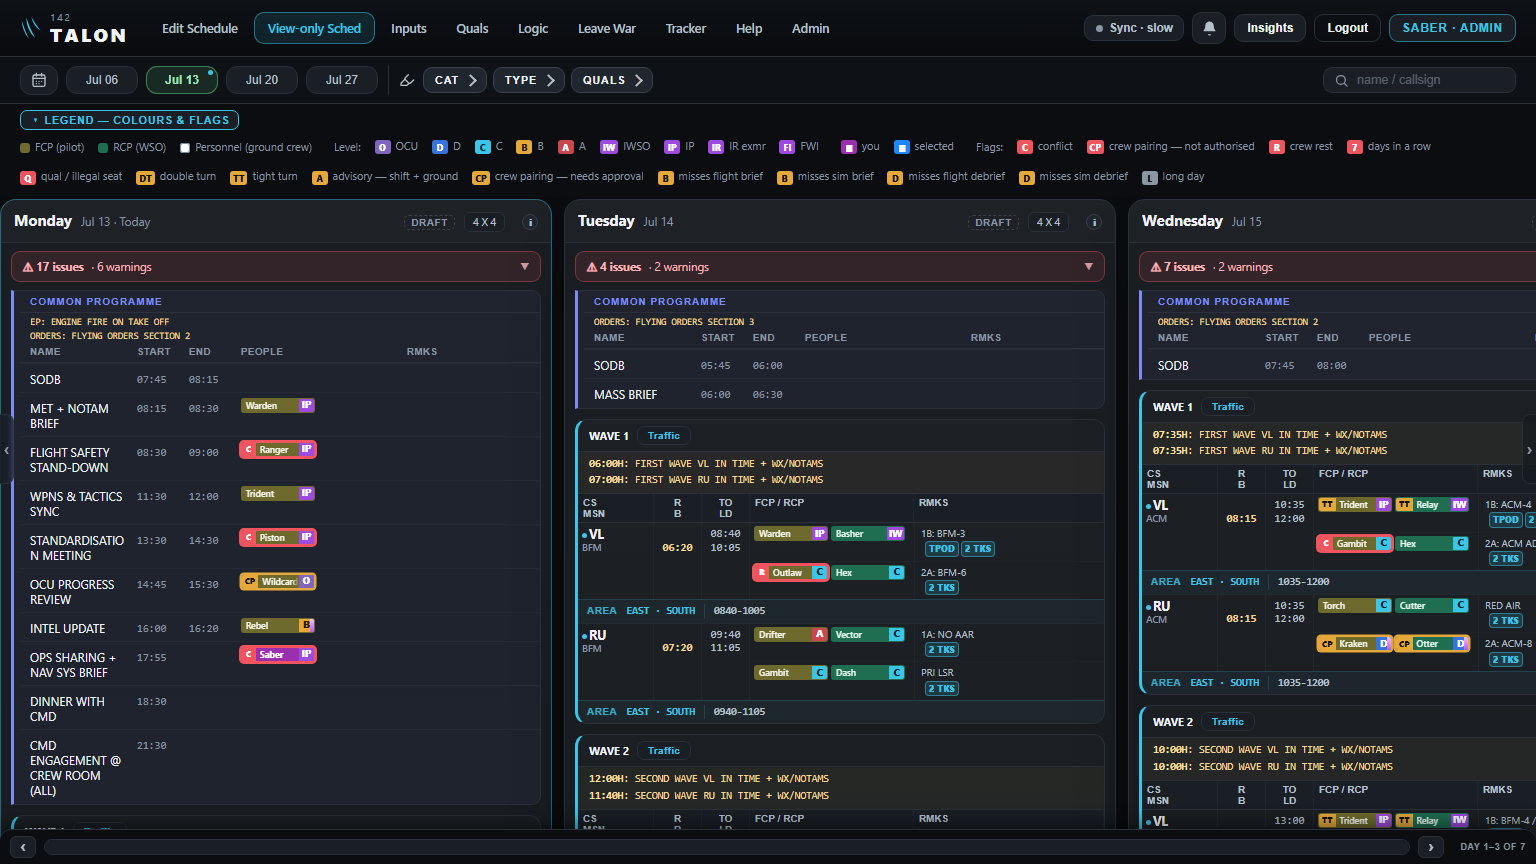 142
TALON
Edit Schedule
View-only Sched
Inputs
Quals
Logic
Leave War
Tracker
Help
Admin
Sync · slow
Insights
Logout
SABER · ADMIN
Jul 06
Jul 13
Jul 20
Jul 27
CAT
TYPE
QUALS
name / callsign
LEGEND — COLOURS & FLAGS
FCP (pilot) RCP (WSO) Personnel (ground crew) Level: O OCU D D C C B B A A IW IWSO IP IP IR IR exmr FI FWI you selected Flags: C conflict CP crew pairing — not authorised R crew rest 7 days in a row
Q qual / illegal seat DT double turn TT tight turn A advisory — shift + ground CP crew pairing — needs approval B misses flight brief B misses sim brief D misses flight debrief D misses sim debrief L long day
Monday Jul 13 · Today DRAFT 4 X 4 i
17 issues · 6 warnings
COMMON PROGRAMME
EP: ENGINE FIRE ON TAKE OFF
ORDERS: FLYING ORDERS SECTION 2
NAME START END PEOPLE RMKS
SODB 07:45 08:15
MET + NOTAM BRIEF 08:15 08:30 Warden IP
FLIGHT SAFETY STAND-DOWN 08:30 09:00 C Ranger IP
WPNS & TACTICS SYNC 11:30 12:00 Trident IP
STANDARDISATIO
N MEETING 13:30 14:30 C Piston IP
OCU PROGRESS REVIEW 14:45 15:30 CP Wildcard O
INTEL UPDATE 16:00 16:20 Rebel B
OPS SHARING + NAV SYS BRIEF 17:55 C Saber IP
DINNER WITH CMD 18:30
CMD ENGAGEMENT @ CREW ROOM (ALL) 21:30
Tuesday Jul 14 DRAFT 4 X 4 i
4 issues · 2 warnings
COMMON PROGRAMME
ORDERS: FLYING ORDERS SECTION 3
NAME START END PEOPLE RMKS
SODB 05:45 06:00
MASS BRIEF 06:00 06:30
WAVE 1 Traffic
06:00H: FIRST WAVE VL IN TIME + WX/NOTAMS
07:00H: FIRST WAVE RU IN TIME + WX/NOTAMS
CS R TO FCP / RCP RMKS
MSN B LD
VL 08:40 Warden IP Basher IW 1B: BFM-3
BFM 06:20 10:05 TPOD 2 TKS
R Outlaw C Hex C 2A: BFM-6
2 TKS
AREA EAST · SOUTH 0840-1005
RU 09:40 Drifter A Vector C 1A: NO AAR
BFM 07:20 11:05 2 TKS
Gambit C Dash C PRI LSR
2 TKS
AREA EAST · SOUTH 0940-1105
WAVE 2 Traffic
12:00H: SECOND WAVE VL IN TIME + WX/NOTAMS
11:40H: SECOND WAVE RU IN TIME + WX/NOTAMS
CS R TO FCP / RCP RMKS
MSN B LD
Wednesday Jul 15
7 issues · 2 warnings
COMMON PROGRAMME
ORDERS: FLYING ORDERS SECTION 2
NAME START END PEOPLE
SODB 07:45 08:00
WAVE 1 Traffic
07:35H: FIRST WAVE VL IN TIME + WX/NOTAMS
07:35H: FIRST WAVE RU IN TIME + WX/NOTAMS
CS R TO FCP / RCP RMKS
MSN B LD
VL 10:35 TT Trident IP TT Relay IW 1B: ACM-4
ACM 08:15 12:00 TPOD 2
C Gambit C Hex C 2A: ACM AD
2 TKS
AREA EAST · SOUTH 1035-1200
RU 10:35 Torch C Cutter C RED AIR
ACM 08:15 12:00 2 TKS
CP Kraken D CP Otter D 2A: ACM-8
2 TKS
AREA EAST · SOUTH 1035-1200
WAVE 2 Traffic
10:00H: SECOND WAVE VL IN TIME + WX/NOTAMS
10:00H: SECOND WAVE RU IN TIME + WX/NOTAMS
CS R TO FCP / RCP RMKS
MSN B LD
VL 13:00 TT Trident IP TT Relay IW 1B: BFM-4 /
DAY 1–3 OF 7